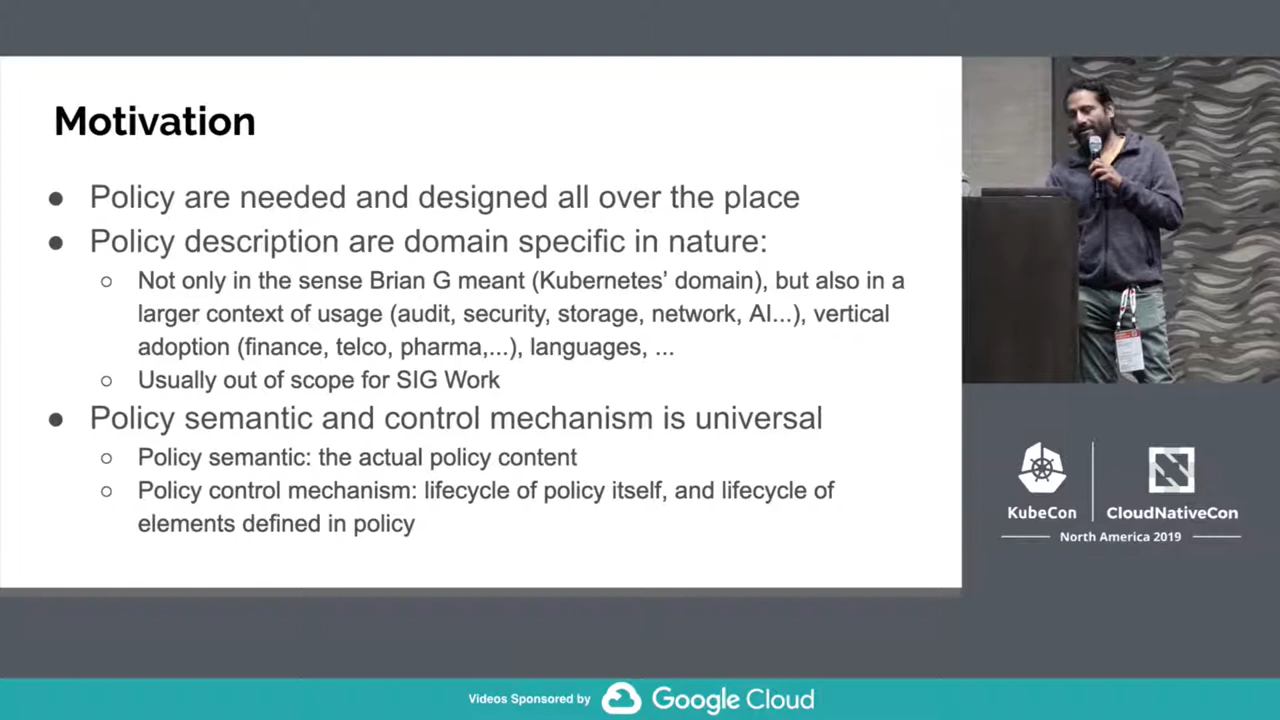 Motivation
● Policy are needed and designed all over the place
● Policy description are domain specific in nature:
○ Not only in the sense Brian G meant (Kubernetes’ domain), but also in a
larger context of usage (audit, security, storage, network, AI...), vertical
adoption (finance, telco, pharma,...), languages, ...
○ Usually out of scope for SIG Work
● Policy semantic and control mechanism is universal
○ Policy semantic: the actual policy content
○ Policy control mechanism: lifecycle of policy itself, and lifecycle of
elements defined in policy
KubeCon
CloudNativeCon
North America 2019
Videos Sponsored by Google Cloud